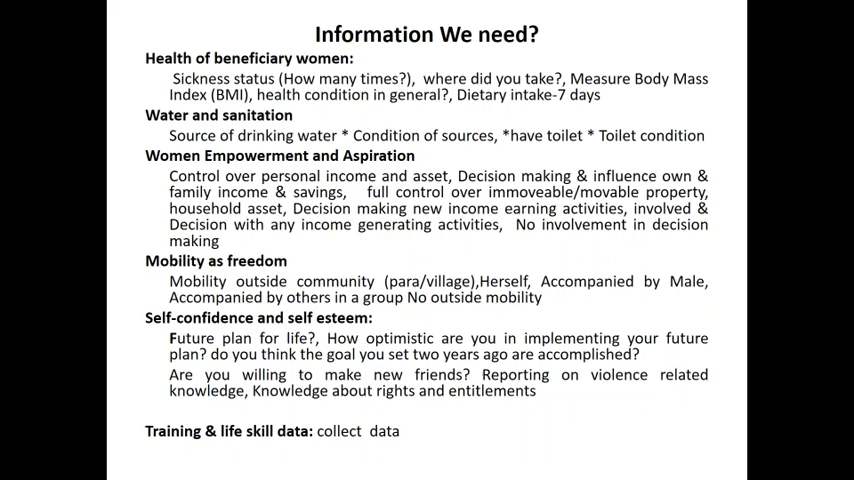 Information We need?
Health of beneficiary women:
Sickness status (How many times?), where did you take?, Measure Body Mass
Index (BMI), health condition in general?, Dietary intake-7 days
Water and sanitation
Source of drinking water * Condition of sources, *have toilet * Toilet condition
Women Empowerment and Aspiration
Control over personal income and asset, Decision making & influence own &
family income & savings, full control over immoveable/movable property,
household asset, Decision making new income earning activities, involved &
Decision with any income generating activities, No involvement in decision
making
Mobility as freedom
Mobility outside community (para/village),Herself, Accompanied by Male,
Accompanied by others in a group No outside mobility
Self-confidence and self esteem:
Future plan for life?, How optimistic are you in implementing your future
plan? do you think the goal you set two years ago are accomplished?
Are you willing to make new friends? Reporting on violence related
knowledge, Knowledge about rights and entitlements
Training & life skill data: collect data